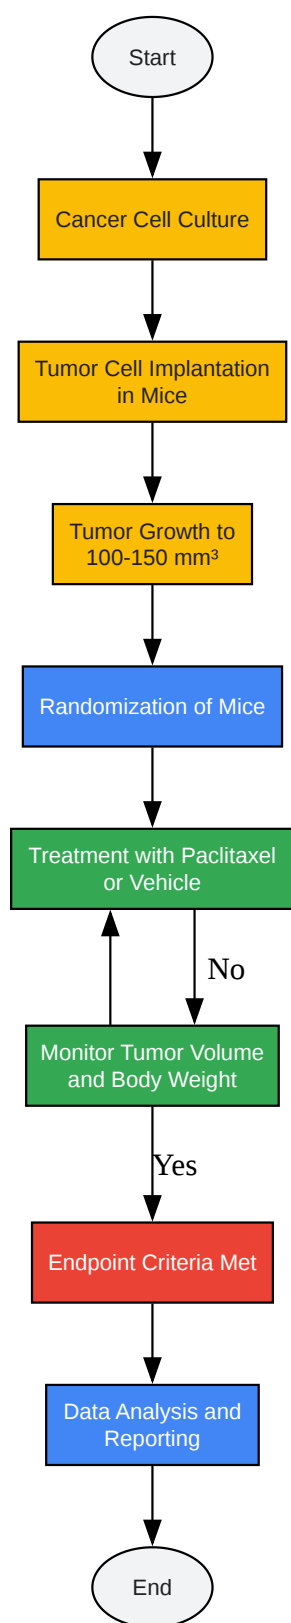 Start
Cancer Cell Culture
Tumor Cell Implantation
in Mice
Tumor Growth to
100-150 mm³
Randomization of Mice
Treatment with Paclitaxel
or Vehicle
No
Monitor Tumor Volume
and Body Weight
Yes
Endpoint Criteria Met
Data Analysis and
Reporting
End